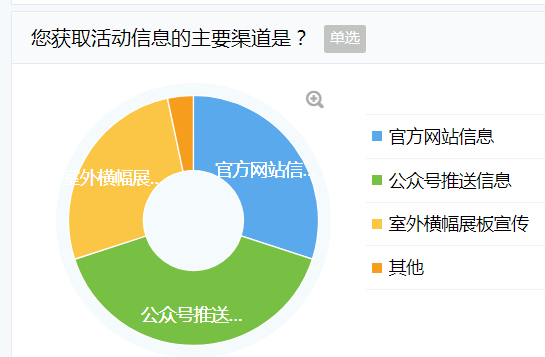 您获取活动信息的主要渠道是？ 单选
官方网站信...
室外横幅展...
公众号推送...
官方网站信息
公众号推送信息
室外横幅展板宣传
其他